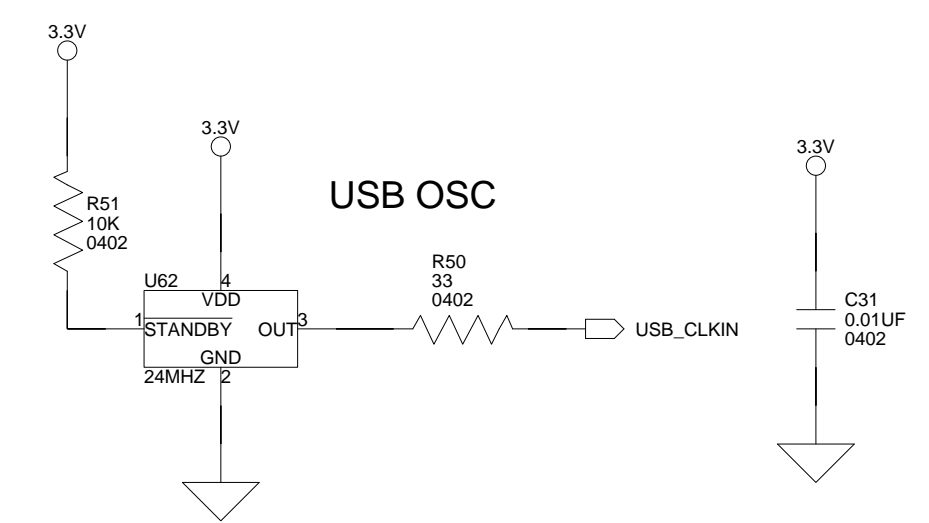 3.3V
3.3V
3.3V
USB OSC
R51
10K
0402
R50
33
0402
U62
4
VDD
1
STANDBY
OUT
3
GND
24MHZ
2
USB_CLKIN
C31
0.01UF
0402